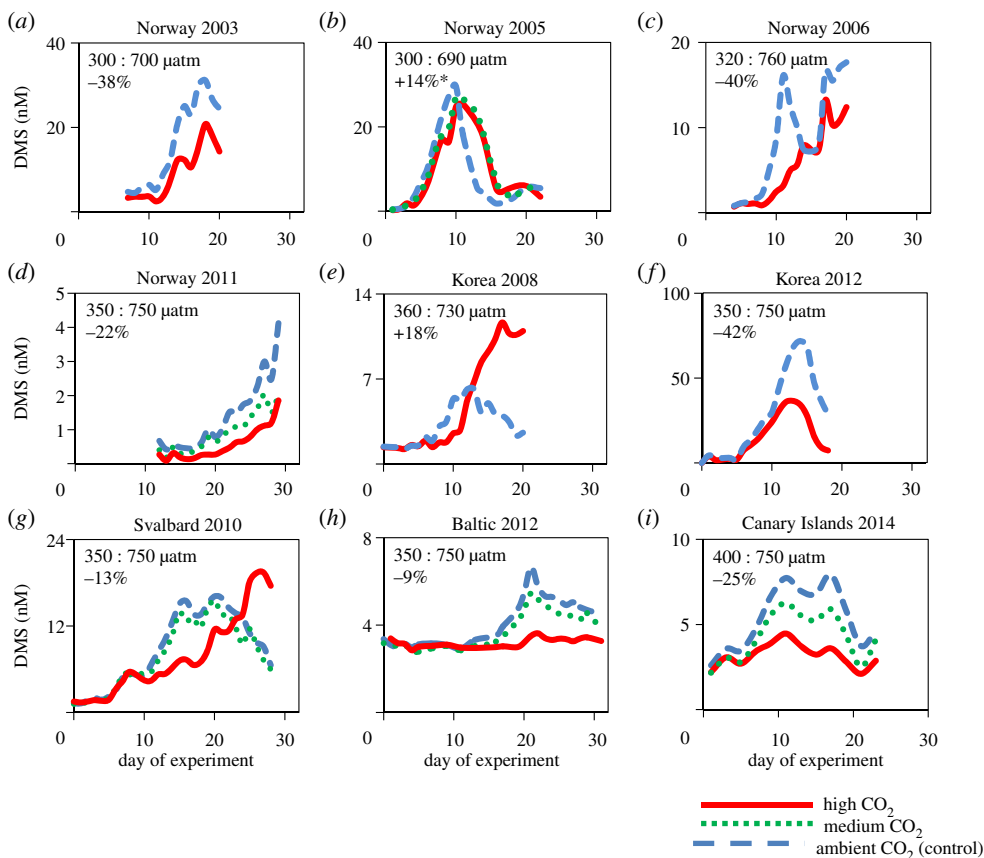 (a) Norway 2003
40
300 : 700 µatm
–38%
DMS (nM)
20
0 10 20 30
(b) Norway 2005
40
300 : 690 µatm
+14%*
20
0 10 20 30
(c) Norway 2006
20
320 : 760 µatm
–40%
10
0 10 20 30
(d) Norway 2011
5
350 : 750 µatm
–22%
4
DMS (nM)
3
2
1
0 10 20 30
(e) Korea 2008
14
360 : 730 µatm
+18%
7
0 10 20 30
(f) Korea 2012
100
350 : 750 µatm
–42%
50
0 10 20 30
(g) Svalbard 2010
24
350 : 750 µatm
–13%
DMS (nM)
12
0 10 20 30
day of experiment
(h) Baltic 2012
8
350 : 750 µatm
–9%
4
0 10 20 30
day of experiment
(i) Canary Islands 2014
10
400 : 750 µatm
–25%
5
0 10 20 30
day of experiment
high CO2
medium CO2
ambient CO2 (control)